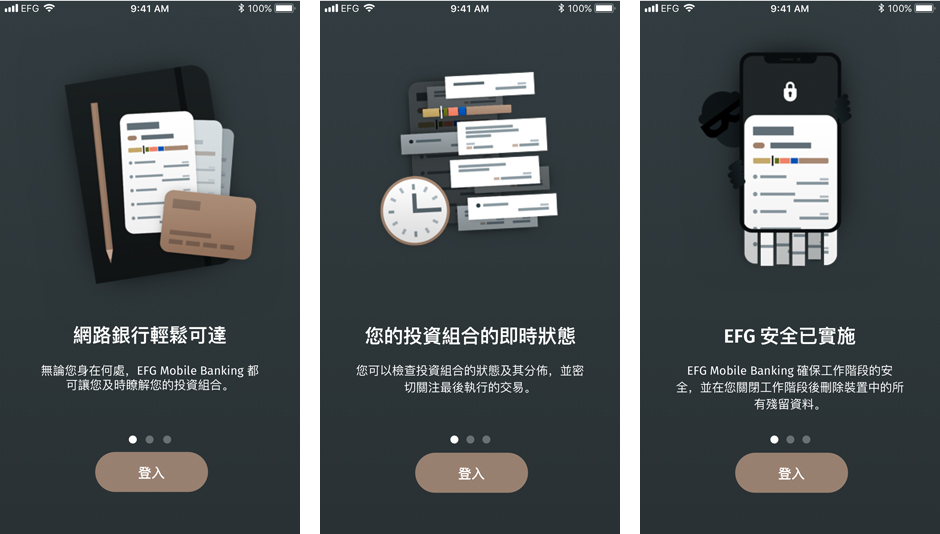 EFG
9:41 AM
100%
網路銀行輕鬆可達
無論您身在何處，EFG Mobile Banking 都
可讓您及時瞭解您的投資組合。
登入
EFG
9:41 AM
100%
您的投資組合的即時狀態
您可以檢查投資組合的狀態及其分佈，並密
切關注最後執行的交易。
登入
EFG
9:41 AM
100%
EFG 安全已實施
EFG Mobile Banking 確保工作階段的安
全，並在您關閉工作階段後刪除裝置中的所
有殘留資料。
登入